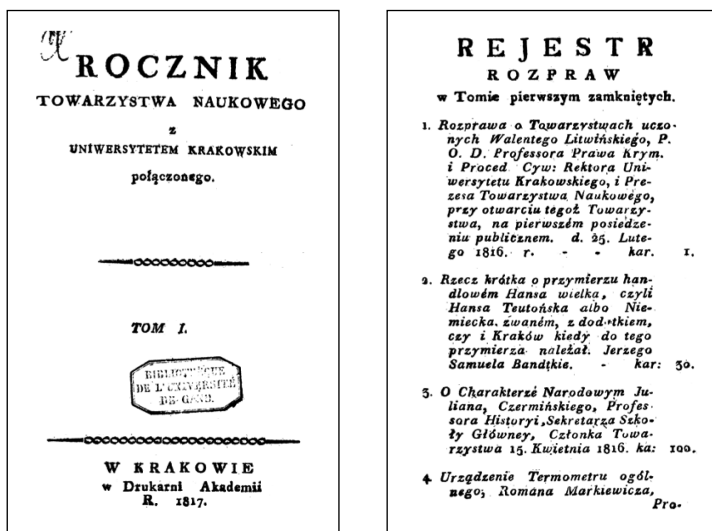 ROCZNIK
TOWARZYSTWA NAUKOWEGO
z
UNIWERSYTETEM KRAKOWSKIM
połączonego.
TOM I.
BIBLIOTHEQUE
DE L'UNIVERSITÉ
DE GAND.
W KRAKOWIE
w Drukarni Akademii
R. 1817.
REJESTR
ROZPRAW
w Tomie pierwszym zamkniętych.
1. Rozprawa o Towarzystwach uczo-
nych Walentego Litwińskiego, P.
O. D. Professora Prawa Krym.
i Proced Cyw: Rektora Uni-
wersytetu Krakowskiego, i Pre-
zesa Towarzystwa Naukowego,
przy otwarciu tegoż Towarzy-
stwa, na pierwszém posiedze-
niu publicznem. d. 25. Lute-
go 1816. r. - - kar. 1.
2. Rzecz krótka o przymierzu han-
dlowém Hansa wielka, czyli
Hansa Teutońska albo Nie-
miecka. zwaném, z dodatkiem,
czy i Kraków kiedy do tego
przymierza należał. Jerzego
Samuela Bandtkie. - kar: 30.
3. O Charakterzé Narodowym Ju-
liana, Czermińskiego, Profes-
sora Historyi, Sekretarza Szko-
ły Główney, Członka Towa-
rzystwa 15. Kwietnia 1816. ka: 100.
4 Urządzenie Termometru ogól-
nego; Romana Markiewicza,
Pro-